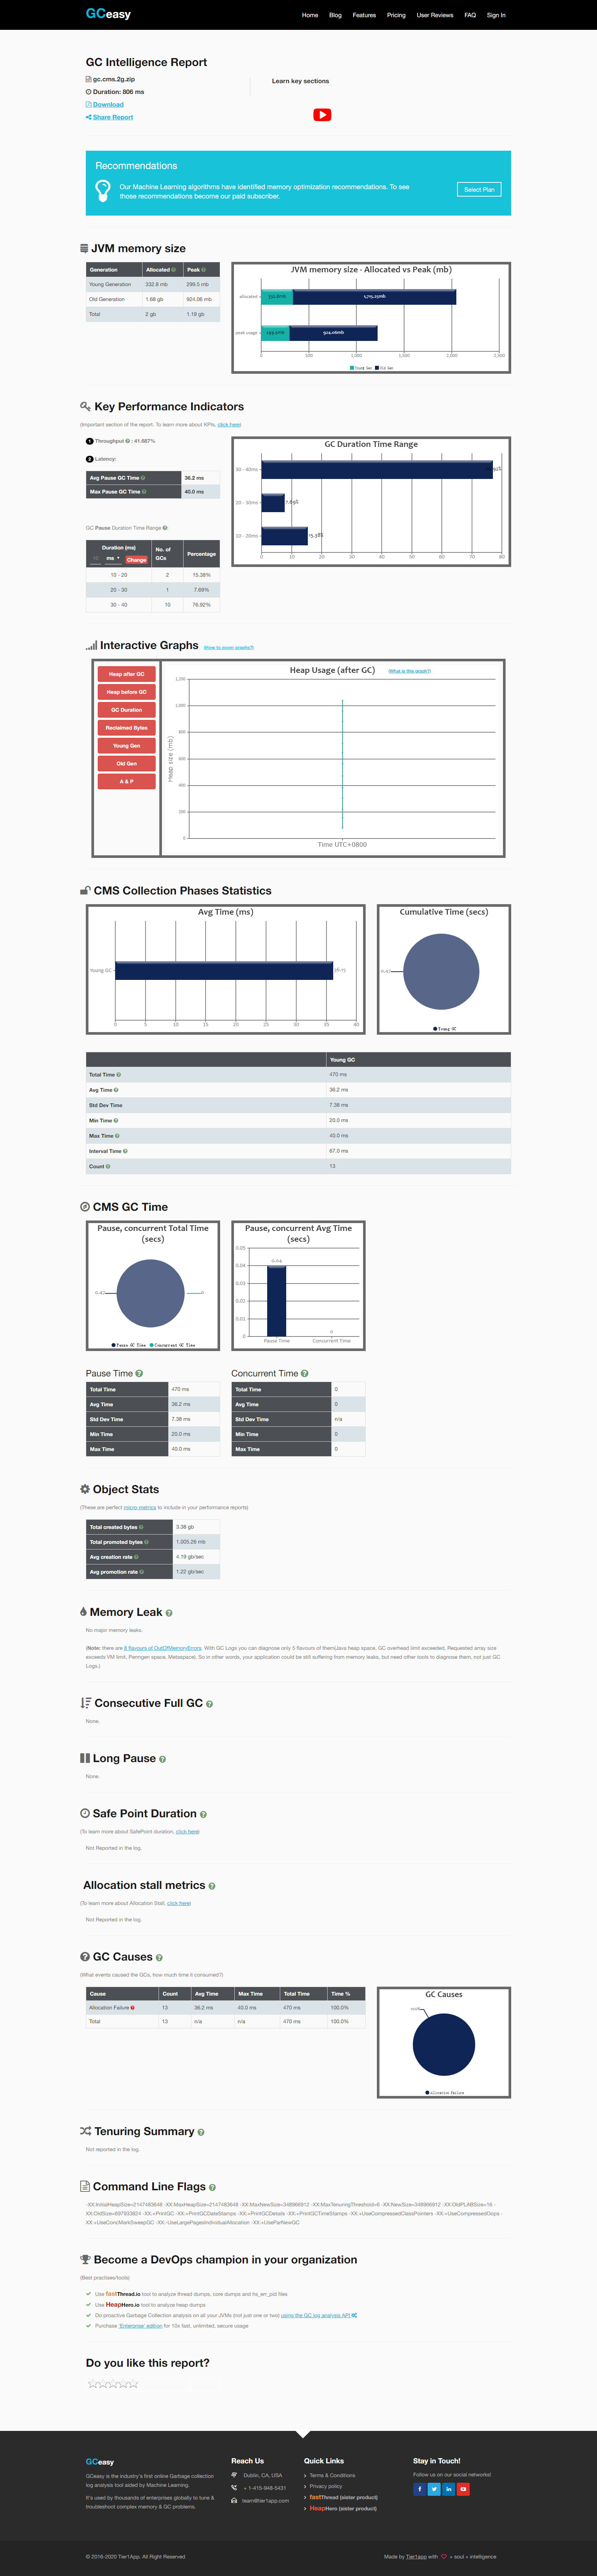 GCeasy
Home Blog Features Pricing User Reviews FAQ Sign In
GC Intelligence Report
gc.cms.2g.zip
Duration: 806 ms
Download
Share Report
Learn key sections
Recommendations
Our Machine Learning algorithms have identified memory optimization recommendations. To see
those recommendations become our paid subscriber.
Select Plan
JVM memory size
Generation Allocated Peak
Young Generation 332.8 mb 299.5 mb
Old Generation 1.68 gb 924.06 mb
Total 2 gb 1.19 gb
JVM memory size - Allocated vs Peak (mb)
allocated
peak usage 924.06mb
0 500 1,000 1,500 2,000 2,500
Young Gen Old Gen
Key Performance Indicators
(Important section of the report. To learn more about KPIs, click here)
1 Throughput : 41.687%
2 Latency:
Avg Pause GC Time 36.2 ms
Max Pause GC Time 40.0 ms
GC Pause Duration Time Range
Duration (ms) No. of GCs Percentage
ms Change
10 - 20 2 15.38%
20 - 30 1 7.69%
30 - 40 10 76.92%
GC Duration Time Range
30 - 40ms
20 - 30ms 7.69%
10 - 20ms 15.38%
0 10 20 30 40 50 60 70 80
Interactive Graphs (How to zoom graphs?)
Heap after GC
Heap before GC
GC Duration
Reclaimed Bytes
Young Gen
Old Gen
A & P
Heap Usage (after GC) (What is this graph?)
Heap size (mb)
1,200
1,000
800
600
400
200
0
Time UTC+0800
CMS Collection Phases Statistics
Avg Time (ms)
Young GC 36.15
0 5 10 15 20 25 30 35 40
Cumulative Time (secs)
0.47
Young GC
Young GC
Total Time 470 ms
Avg Time 36.2 ms
Std Dev Time 7.38 ms
Min Time 20.0 ms
Max Time 40.0 ms
Interval Time 67.0 ms
Count 13
CMS GC Time
Pause, concurrent Total Time
(secs)
0.47 0
Pause GC Time Concurrent GC Time
Pause, concurrent Avg Time
(secs)
0.05
0.04
0.03
0.02
0.01
0
0.04
0
Pause Time Concurrent Time
Pause Time
Total Time 470 ms
Avg Time 36.2 ms
Std Dev Time 7.38 ms
Min Time 20.0 ms
Max Time 40.0 ms
Concurrent Time
Total Time 0
Avg Time 0
Std Dev Time n/a
Min Time 0
Max Time 0
Object Stats
(These are perfect micro-metrics to include in your performance reports)
Total created bytes 3.38 gb
Total promoted bytes 1,005.26 mb
Avg creation rate 4.19 gb/sec
Avg promotion rate 1.22 gb/sec
Memory Leak
No major memory leaks.
(Note: there are 8 flavours of OutOfMemoryErrors. With GC Logs you can diagnose only 5 flavours of them(Java heap space, GC overhead limit exceeded, Requested array size
exceeds VM limit, Permgen space, Metaspace). So in other words, your application could be still suffering from memory leaks, but need other tools to diagnose them, not just GC
Logs.)
Consecutive Full GC
None.
Long Pause
None.
Safe Point Duration
(To learn more about SafePoint duration, click here)
Not Reported in the log.
Allocation stall metrics
(To learn more about Allocation Stall, click here)
Not Reported in the log.
GC Causes
(What events caused the GCs, how much time it consumed?)
Cause Count Avg Time Max Time Total Time Time %
Allocation Failure 13 36.2 ms 40.0 ms 470 ms 100.0%
Total 13 n/a n/a 470 ms 100.0%
GC Causes
Allocation Failure
Tenuring Summary
Not reported in the log.
Command Line Flags
-XX:InitialHeapSize=2147483648 -XX:MaxHeapSize=2147483648 -XX:MaxNewSize=348966912 -XX:MaxTenuringThreshold=6 -XX:NewSize=348966912 -XX:OldPLABSize=16 -
XX:OldSize=697933824 -XX:+PrintGC -XX:+PrintGCDateStamps -XX:+PrintGCDetails -XX:+PrintGCTimeStamps -XX:+UseCompressedClassPointers -XX:+UseCompressedOops -
XX:+UseConcMarkSweepGC -XX:-UseLargePagesIndividualAllocation -XX:+UseParNewGC
Become a DevOps champion in your organization
(Best practises/tools)
Use fastThread.io tool to analyze thread dumps, core dumps and hs_err_pid files
Use HeapHero.io tool to analyze heap dumps
Do proactive Garbage Collection analysis on all your JVMs (not just one or two) using the GC log analysis API
Purchase 'Enterprise' edition for 10x fast, unlimited, secure usage
Do you like this report?
GCeasy
GCeasy is the industry's first online Garbage collection
log analysis tool aided by Machine Learning.
It's used by thousands of enterprises globally to tune &
troubleshoot complex memory & GC problems.
Reach Us
Dublin, CA, USA
+ 1-415-948-5431
team@tier1app.com
Quick Links
Terms & Conditions
Privacy policy
fastThread (sister product)
HeapHero (sister product)
Stay in Touch!
Follow us on our social networks!
© 2016-2020 Tier1App. All Right Reserved
Made by Tier1app with + soul + intelligence